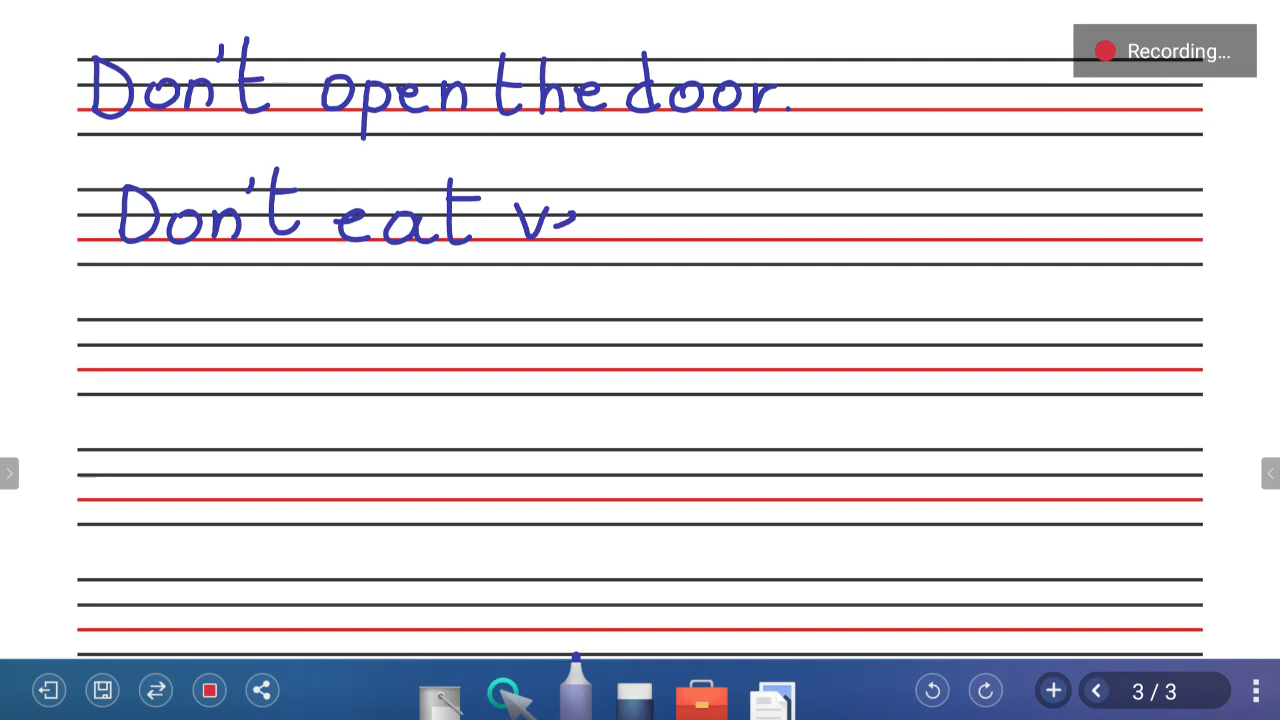 Recording...
Don't open the door.
Don't eat
3 / 3